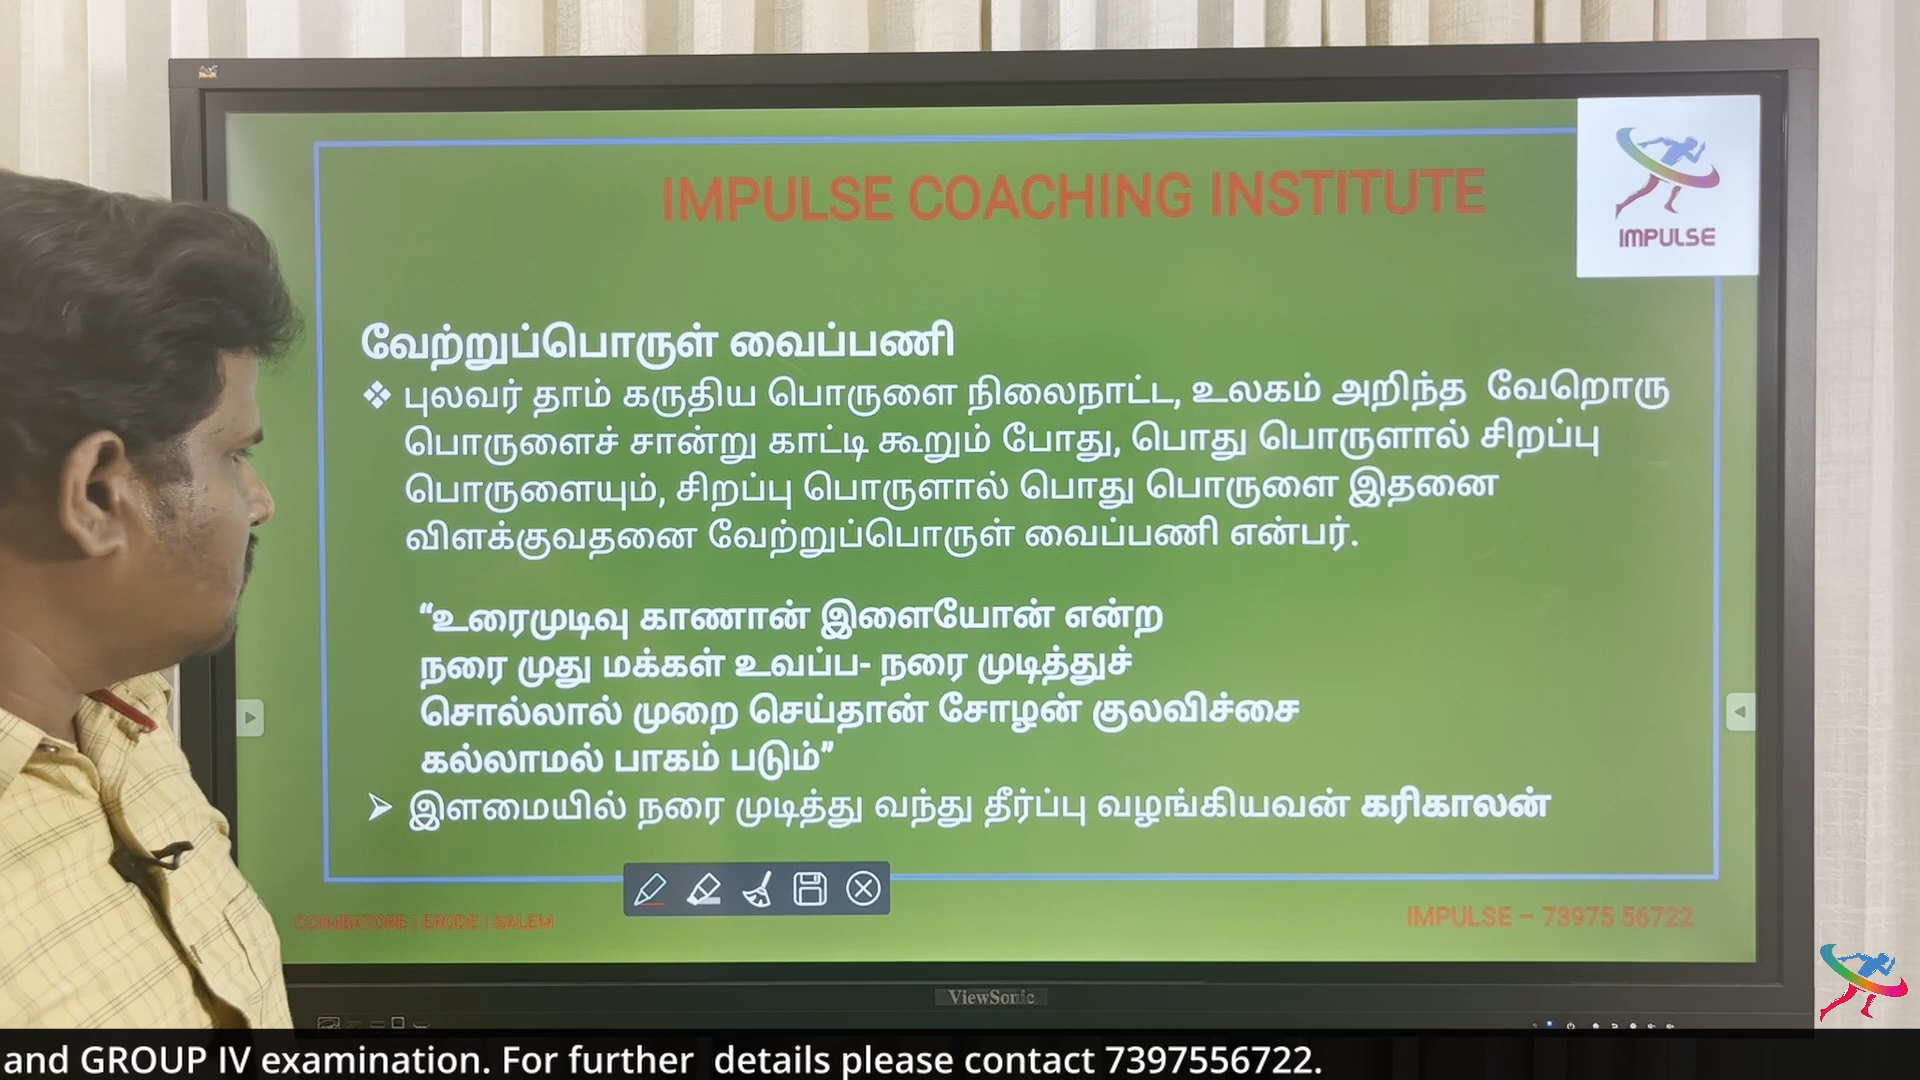 IMPULSE COACHING INSTITUTE
IMPULSE
வேற்றுப்பொருள் வைப்பணி
❖ புலவர் தாம் கருதிய பொருளை நிலைநாட்ட, உலகம் அறிந்த வேறொரு
பொருளைச் சான்று காட்டி கூறும் போது, பொது பொருளால் சிறப்பு
பொருளையும், சிறப்பு பொருளால் பொது பொருளை இதனை
விளக்குவதனை வேற்றுப்பொருள் வைப்பணி என்பர்.
“உரைமுடிவு காணான் இளையோன் என்ற
நரை முது மக்கள் உவப்ப- நரை முடித்துச்
சொல்லால் முறை செய்தான் சோழன் குலவிச்சை
கல்லாமல் பாகம் படும்”
➢ இளமையில் நரை முடித்து வந்து தீர்ப்பு வழங்கியவன் கரிகாலன்
COIMBATORE | ERODE | SALEM
IMPULSE – 73975 56722
ViewSonic
and GROUP IV examination. For further details please contact 7397556722.